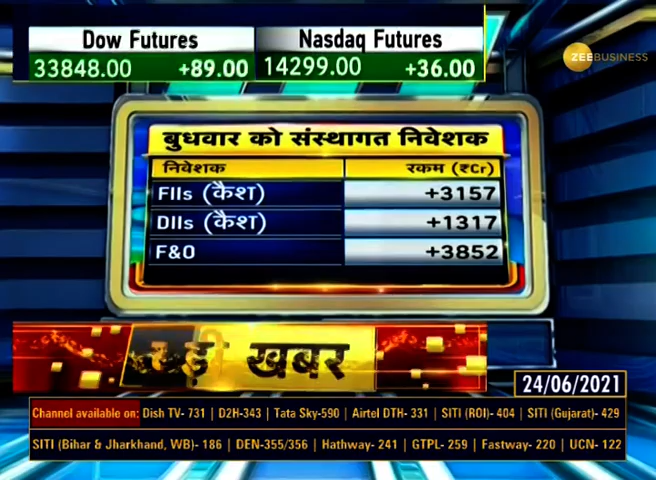 Dow Futures Nasdaq Futures
33848.00 +89.00 14299.00 +36.00
ZEEBUSINESS
बुधवार को संस्थागत निवेशक
निवेशक रकम (₹Cr)
FIIs (कैश) +3157
DIIs (कैश) +1317
F&O +3852
खबर
24/06/2021
Channel available on: Dish TV- 731 | D2H-343 | Tata Sky-590 | Airtel DTH- 331 | SITI (ROI)- 404 | SITI (Gujarat)- 429
SITI (Bihar & Jharkhand, WB)- 186 | DEN-355/356 | Hathway- 241 | GTPL- 259 | Fastway- 220 | UCN- 122